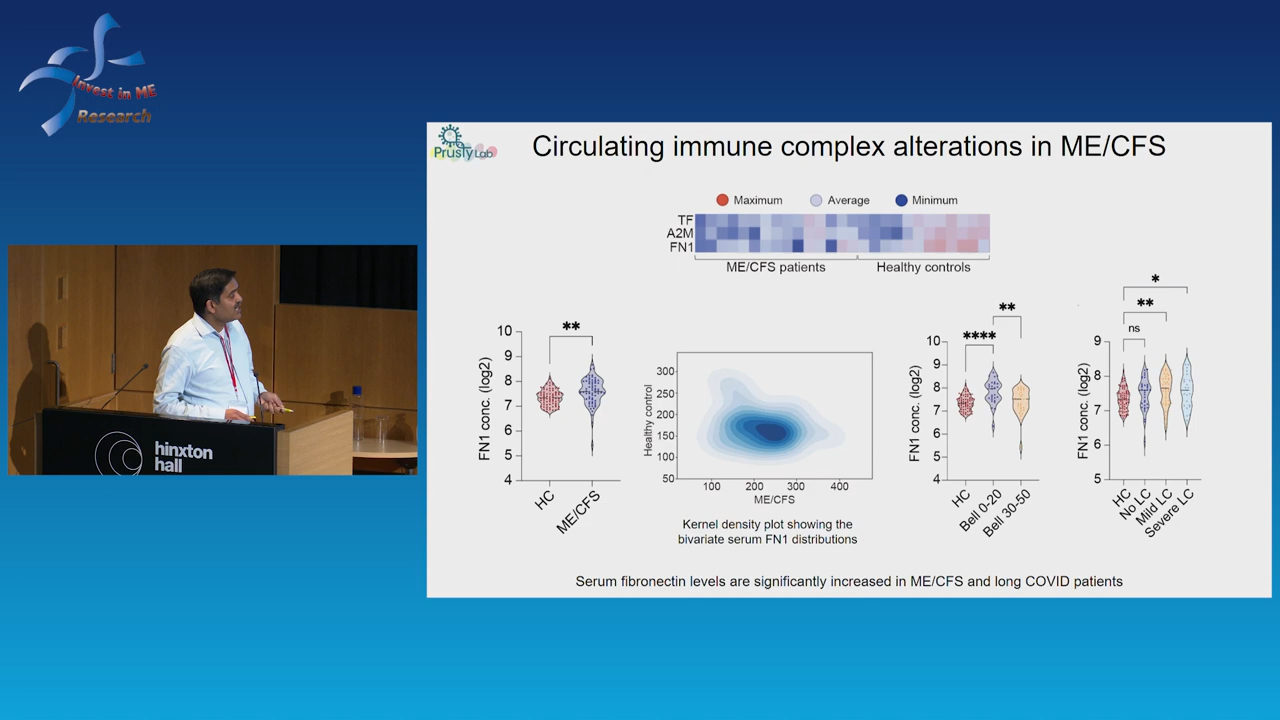 Invest in ME
Research
Prusty Lab
Circulating immune complex alterations in ME/CFS
Maximum
Average
Minimum
TF
A2M
FN1
ME/CFS patients
Healthy controls
**
10
9
8
7
6
5
4
FN1 conc. (log2)
HC
ME/CFS
300
250
200
150
100
50
Healthy control
100
200
300
400
ME/CFS
Kernel density plot showing the
bivariate serum FN1 distributions
**
****
10
9
8
7
6
5
4
FN1 conc. (log2)
HC
Bell 0-20
Bell 30-50
*
**
ns
9
8
7
6
5
FN1 conc. (log2)
HC
No LC
Mild LC
Severe LC
Serum fibronectin levels are significantly increased in ME/CFS and long COVID patients
hinxton
hall